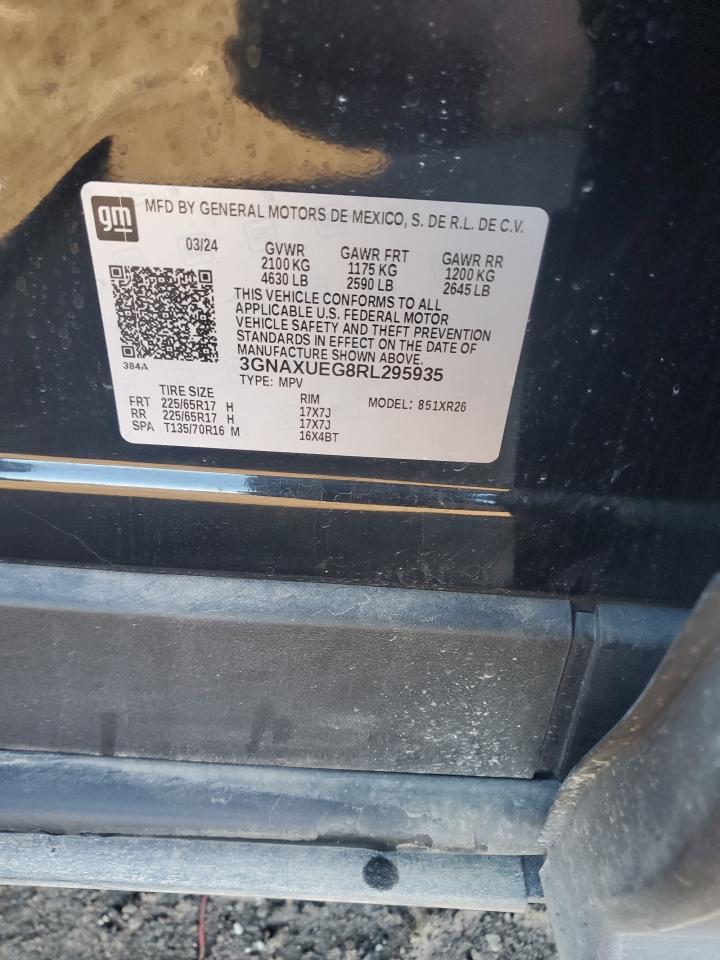 gm MFD BY GENERAL MOTORS DE MEXICO, S. DE R.L. DE C.V.
03/24 GVWR GAWR FRT GAWR RR
2100 KG 1175 KG 1200 KG
4630 LB 2590 LB 2645 LB
THIS VEHICLE CONFORMS TO ALL
APPLICABLE U.S. FEDERAL MOTOR
VEHICLE SAFETY AND THEFT PREVENTION
STANDARDS IN EFFECT ON THE DATE OF
MANUFACTURE SHOWN ABOVE.
384A 3GNAXUEG8RL295935
TYPE: MPV
TIRE SIZE RIM MODEL: 851XR26
FRT 225/65R17 H 17X7J
RR 225/65R17 H 17X7J
SPA T135/70R16 M 16X4BT